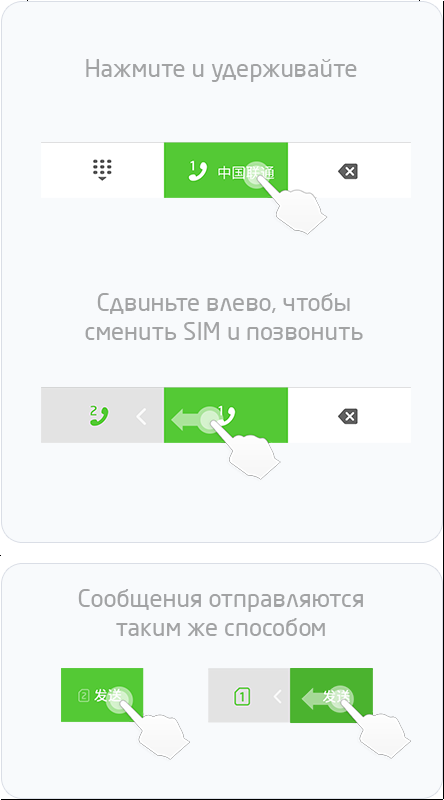 Нажмите и удерживайте
1 中国联通
Сдвиньте влево, чтобы
сменить SIM и позвонить
2 1
Сообщения отправляются
таким же способом
2 发送 1 发送